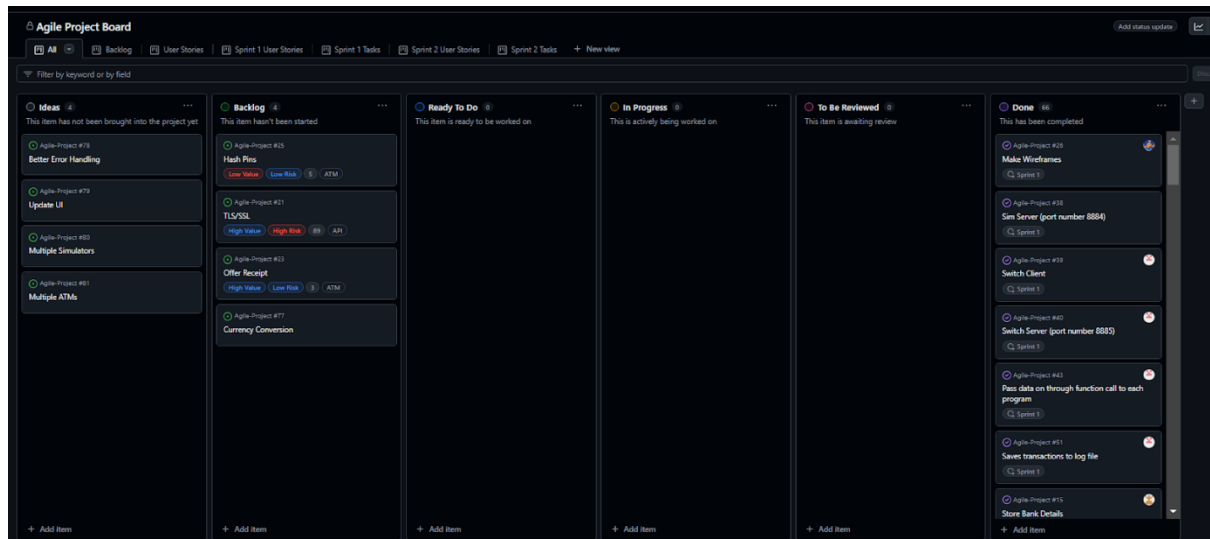 Agile Project Board
Add status update
All
Backlog
User Stories
Sprint 1 User Stories
Sprint 1 Tasks
Sprint 2 User Stories
Sprint 2 Tasks
+ New view
Filter by keyword or by field
Ideas 4
This item has not been brought into the project yet
Agile-Project #78
Better Error Handling
Agile-Project #79
Update UI
Agile-Project #80
Multiple Simulators
Agile-Project #81
Multiple ATMs
+ Add item
Backlog 4
This item hasn't been started
Agile-Project #25
Hash Pins
Low Value Low Risk 5 ATM
Agile-Project #21
TLS/SSL
High Value High Risk 89 API
Agile-Project #23
Offer Receipt
High Value Low Risk 3 ATM
Agile-Project #77
Currency Conversion
+ Add item
Ready To Do 0
This item is ready to be worked on
+ Add item
In Progress 0
This is actively being worked on
+ Add item
To Be Reviewed 0
This item is awaiting review
+ Add item
Done 66
This has been completed
Agile-Project #26
Make Wireframes
Sprint 1
Agile-Project #38
Sim Server (port number 8884)
Sprint 1
Agile-Project #39
Switch Client
Sprint 1
Agile-Project #40
Switch Server (port number 8885)
Sprint 1
Agile-Project #43
Pass data on through function call to each
program
Sprint 1
Agile-Project #51
Saves transactions to log file
Sprint 1
Agile-Project #15
Store Bank Details
+ Add item